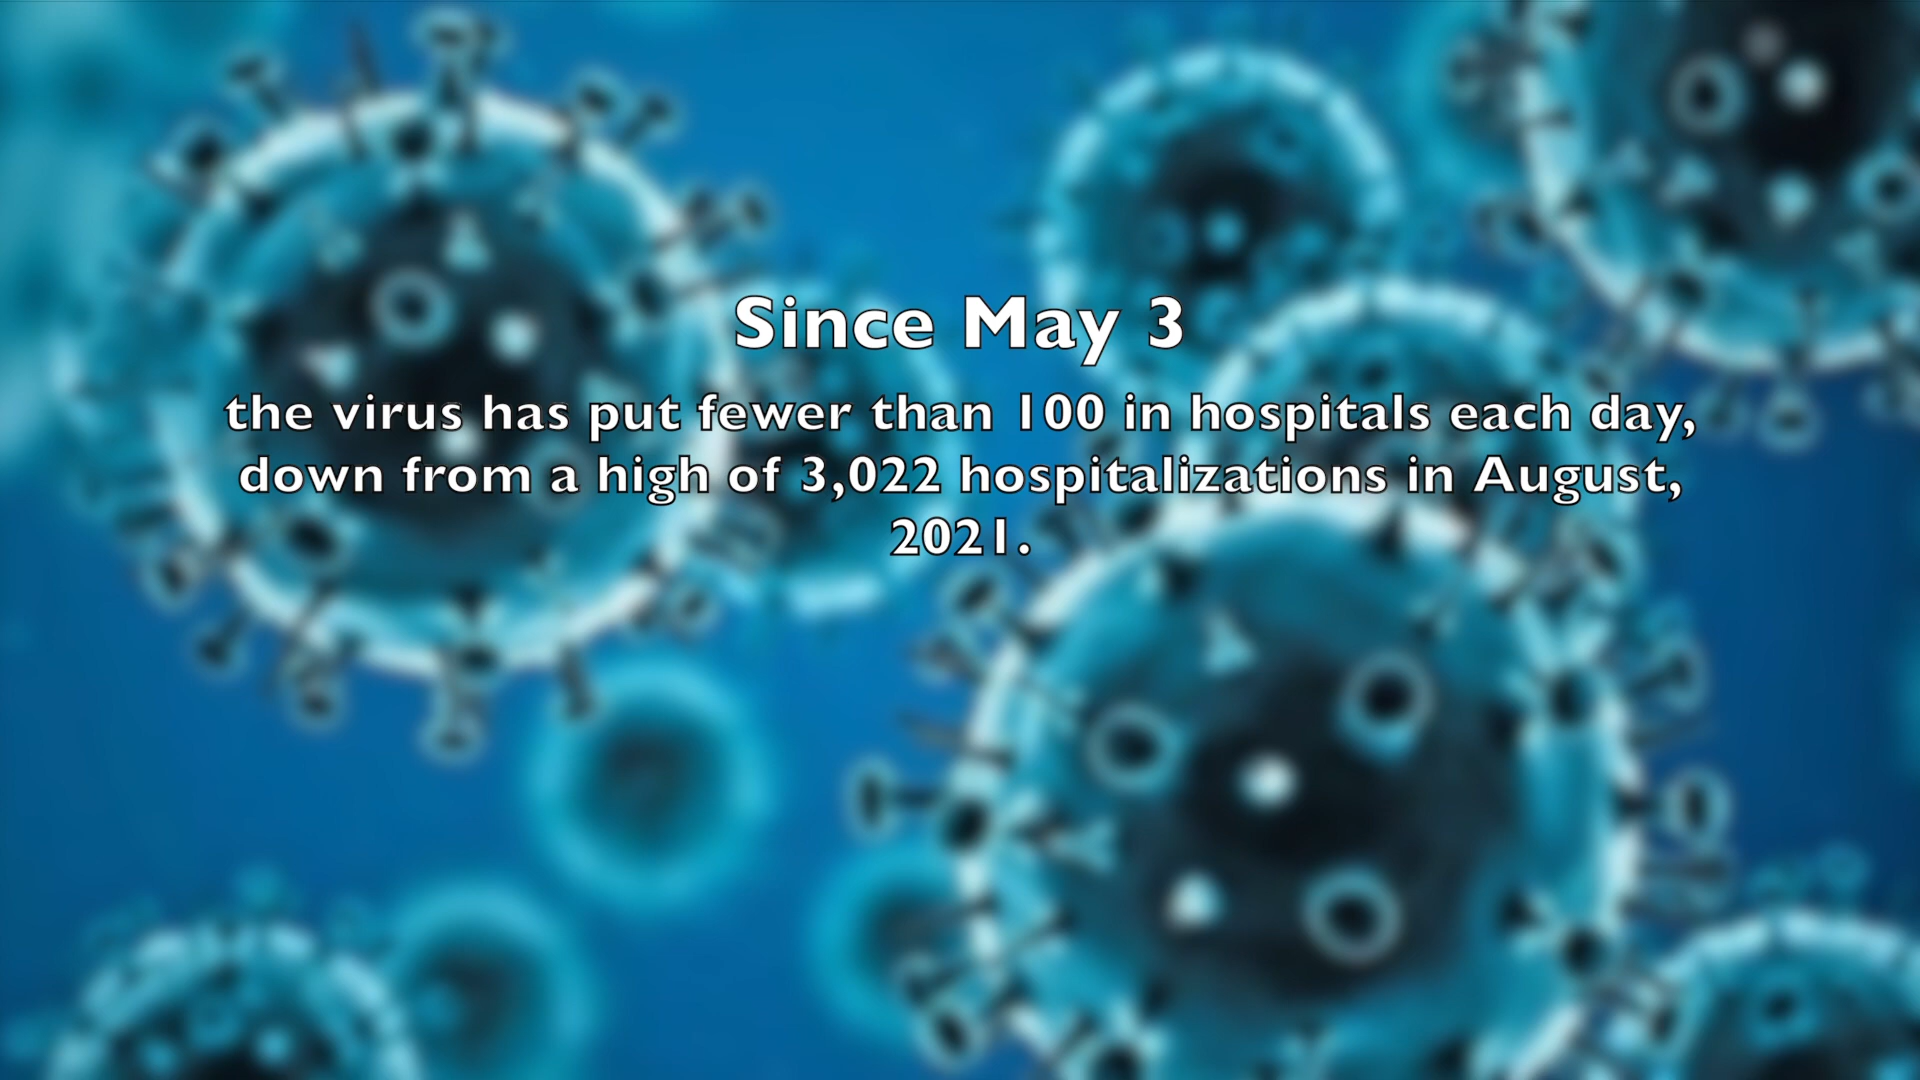 Since May 3
the virus has put fewer than 100 in hospitals each day,
down from a high of 3,022 hospitalizations in August,
2021.